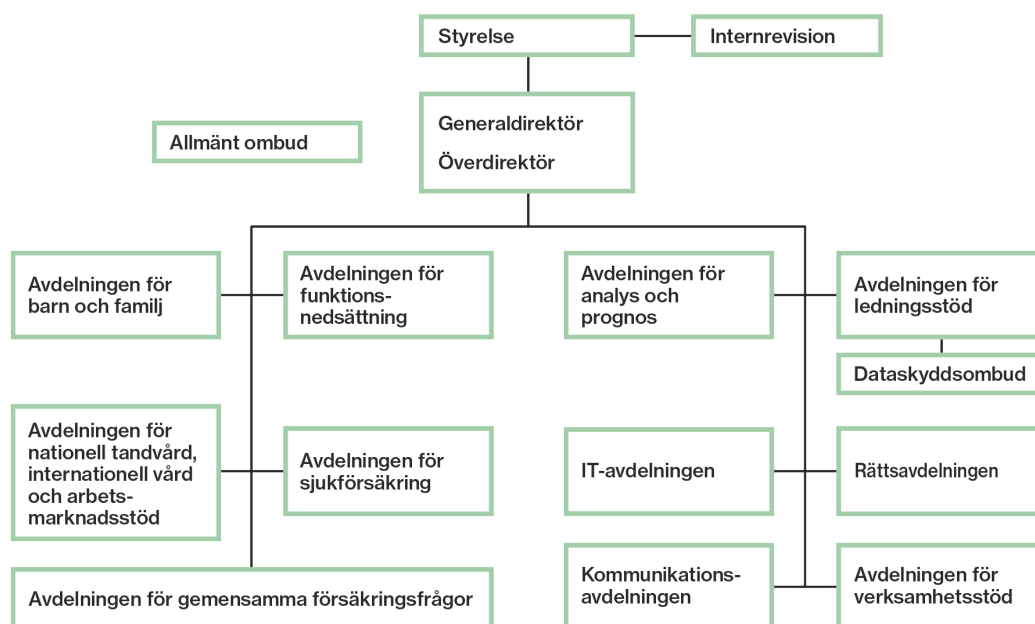 Styrelse
Internrevision
Generaldirektör
Överdirektör
Allmänt ombud
Avdelningen för
barn och familj
Avdelningen för
funktions-
nedsättning
Avdelningen för
analys och
prognos
Avdelningen för
ledningsstöd
Dataskyddsombud
Avdelningen för
nationell tandvård,
internationell vård
och arbets-
marknadsstöd
Avdelningen för
sjukförsäkring
IT-avdelningen
Rättsavdelningen
Avdelningen för gemensamma försäkringsfrågor
Kommunikations-
avdelningen
Avdelningen för
verksamhetsstöd